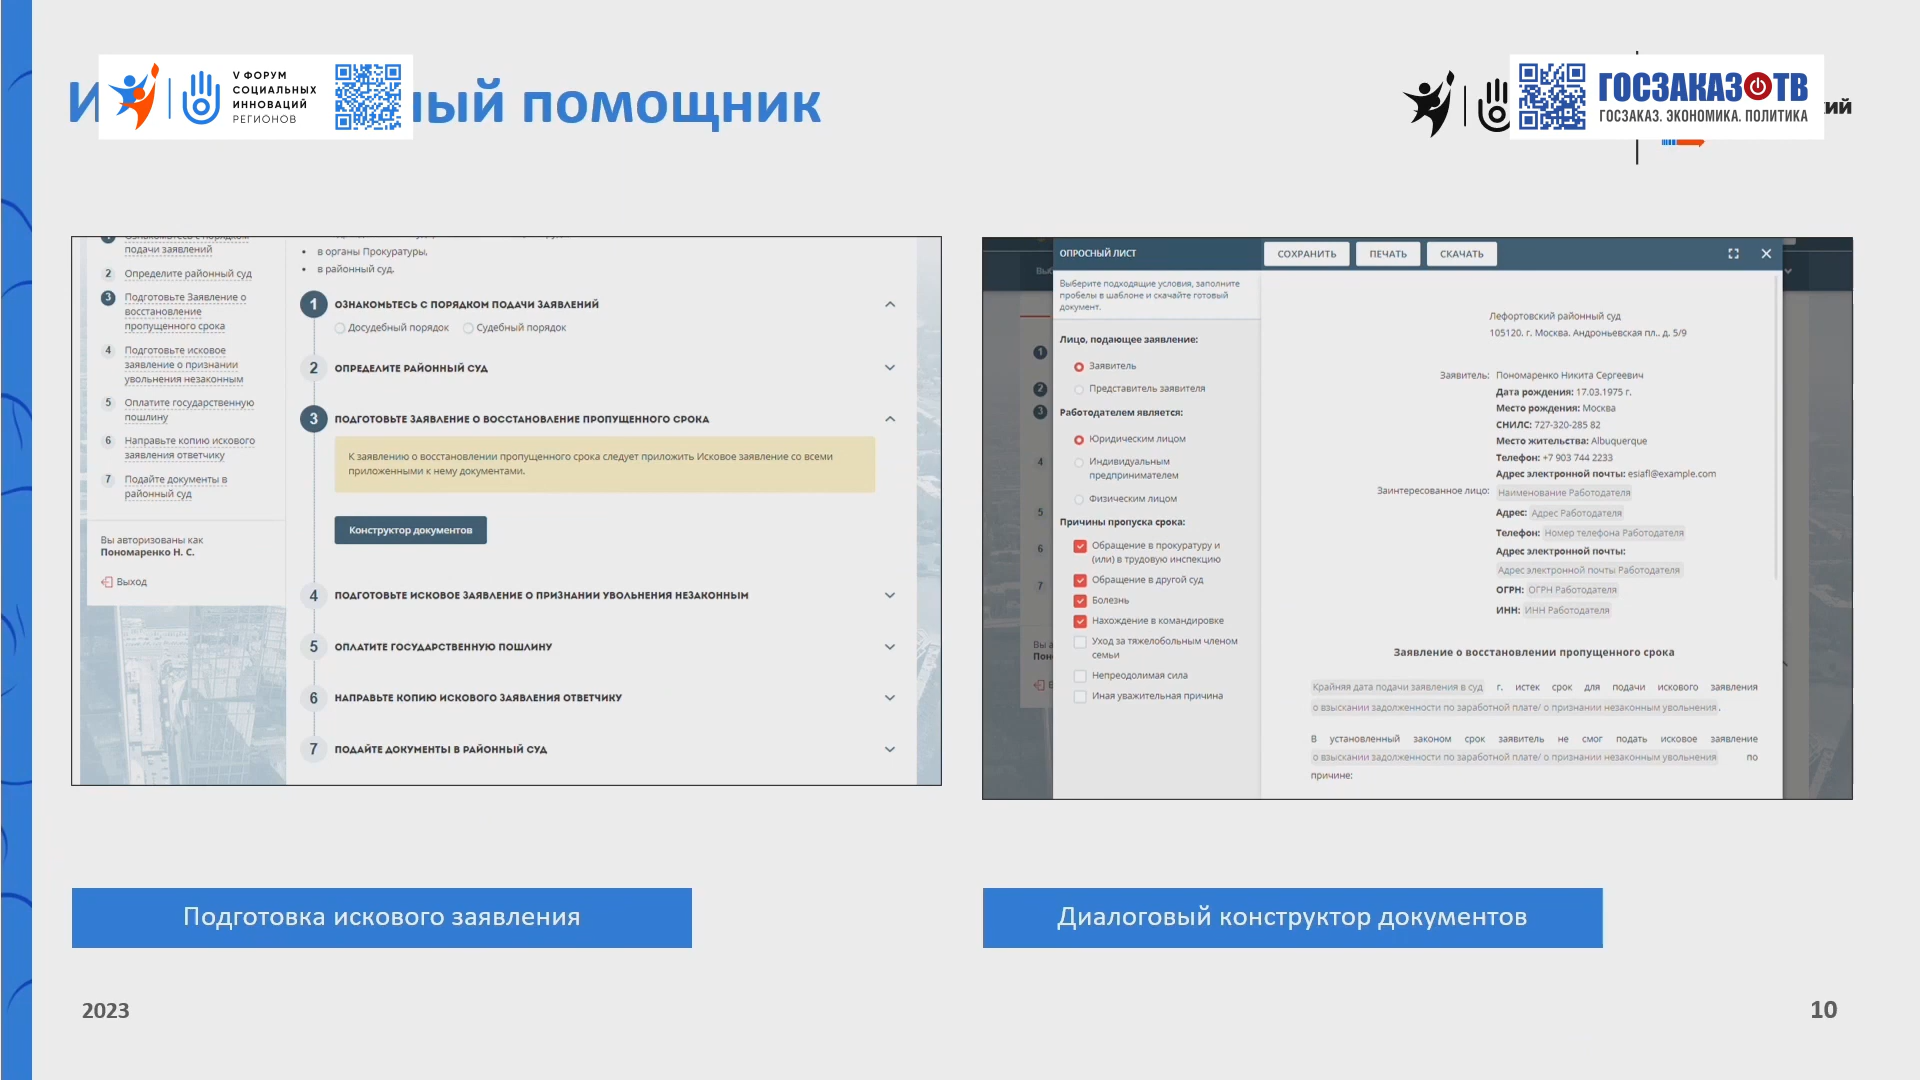 V ФОРУМ
СОЦИАЛЬНЫХ
ИННОВАЦИЙ
РЕГИОНОВ
помощник
ГОСЗАКАЗ ТВ
ГОСЗАКАЗ. ЭКОНОМИКА. ПОЛИТИКА
подачи заявлений
2 Определите районный суд
3 Подготовьте Заявление о
восстановление
пропущенного срока
4 Подготовьте исковое
заявление о признании
увольнения незаконным
5 Оплатите государственную
пошлину
6 Направьте копию искового
заявления ответчику
7 Подайте документы в
районный суд
Вы авторизованы как
Пономаренко Н. С.
Выход
• в органы Прокуратуры,
• в районный суд,
1 ОЗНАКОМЬТЕСЬ С ПОРЯДКОМ ПОДАЧИ ЗАЯВЛЕНИЙ
Досудебный порядок Судебный порядок
2 ОПРЕДЕЛИТЕ РАЙОННЫЙ СУД
3 ПОДГОТОВЬТЕ ЗАЯВЛЕНИЕ О ВОССТАНОВЛЕНИЕ ПРОПУЩЕННОГО СРОКА
К заявлению о восстановлении пропущенного срока следует приложить Исковое заявление со всеми
приложенными к нему документами.
Конструктор документов
4 ПОДГОТОВЬТЕ ИСКОВОЕ ЗАЯВЛЕНИЕ О ПРИЗНАНИИ УВОЛЬНЕНИЯ НЕЗАКОННЫМ
5 ОПЛАТИТЕ ГОСУДАРСТВЕННУЮ ПОШЛИНУ
6 НАПРАВЬТЕ КОПИЮ ИСКОВОГО ЗАЯВЛЕНИЯ ОТВЕТЧИКУ
7 ПОДАЙТЕ ДОКУМЕНТЫ В РАЙОННЫЙ СУД
ОПРОСНЫЙ ЛИСТ СОХРАНИТЬ ПЕЧАТЬ СКАЧАТЬ
Выберите подходящие условия, заполните
пробелы в шаблоне и скачайте готовый
документ.
Лицо, подающее заявление:
Заявитель
Представитель заявителя
Работодателем является:
Юридическим лицом
Индивидуальным
предпринимателем
Физическим лицом
Причины пропуска срока:
Обращение в прокуратуру и
(или) в трудовую инспекцию
Обращение в другой суд
Болезнь
Нахождение в командировке
Уход за тяжелобольным членом
семьи
Непреодолимая сила
Иная уважительная причина
1
2
3
4
5
6
7
Лефортовский районный суд
105120. г. Москва. Андроньевская пл., д. 5/9
Заявитель: Пономаренко Никита Сергеевич
Дата рождения: 17.03.1975 г.
Место рождения: Москва
СНИЛС: 727-320-285 82
Место жительства: Albuquerque
Телефон: +7 903 744 2233
Адрес электронной почты: esiafl@example.com
Заинтересованное лицо: Наименование Работодателя
Адрес: Адрес Работодателя
Телефон: Номер телефона Работодателя
Адрес электронной почты:
Адрес электронной почты Работодателя
ОГРН: ОГРН Работодателя
ИНН: ИНН Работодателя
Заявление о восстановлении пропущенного срока
Крайняя дата подачи заявления в суд г. истек срок для подачи искового заявления
о взыскании задолженности по заработной плате/ о признании незаконным увольнения .
В установленный законом срок заявитель не смог подать исковое заявление
о взыскании задолженности по заработной плате/ о признании незаконным увольнения по
причине:
Подготовка искового заявления
Диалоговый конструктор документов
2023
10